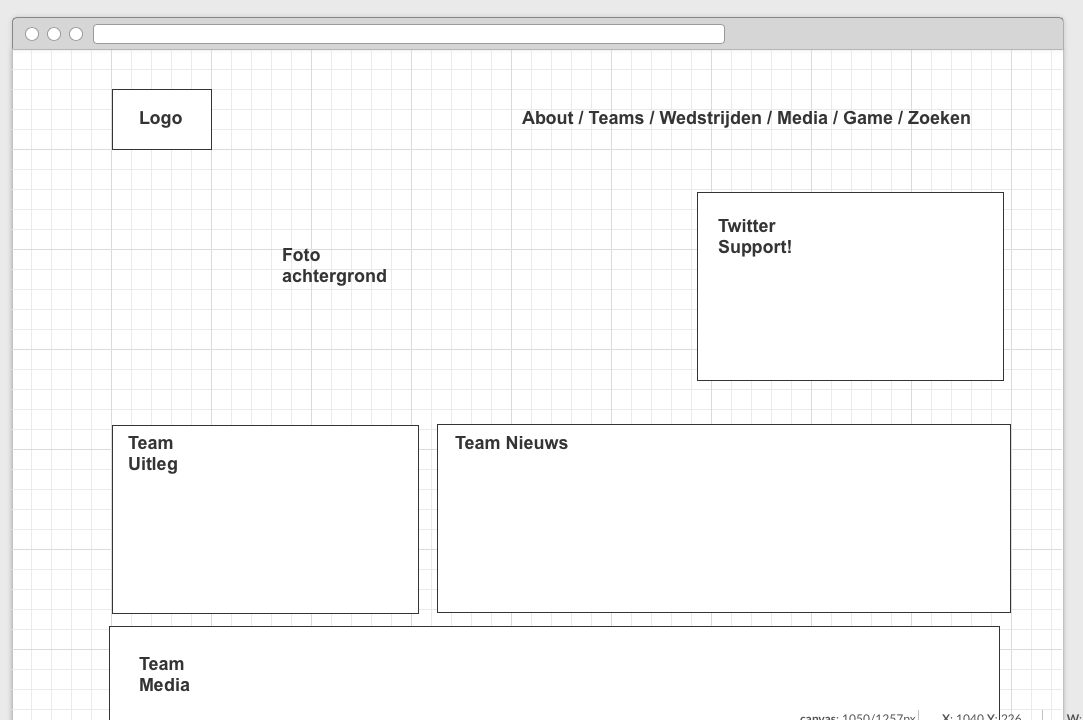 Logo
About / Teams / Wedstrijden / Media / Game / Zoeken
Twitter
Support!
Foto
achtergrond
Team
Uitleg
Team Nieuws
Team
Media
canvas: 1050/1257px X: 1040 Y: 226 W: